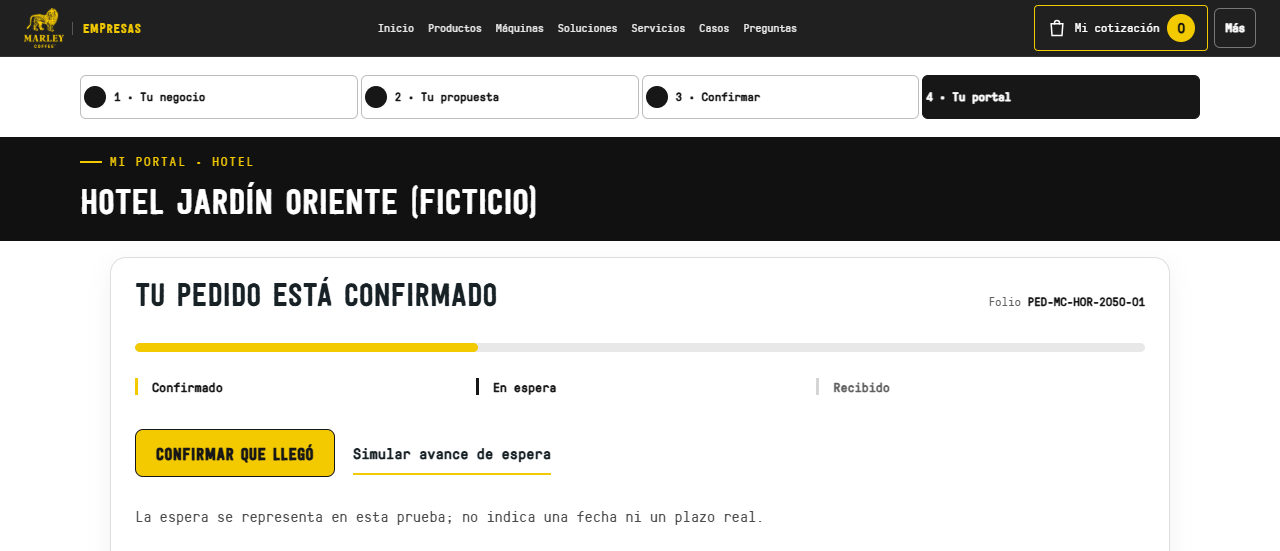 MARLEY
COFFEE
EMPRESAS
Inicio Productos Máquinas Soluciones Servicios Casos Preguntas
Mi cotización 0
Más
1 · Tu negocio
2 · Tu propuesta
3 · Confirmar
4 · Tu portal
MI PORTAL · HOTEL
HOTEL JARDÍN ORIENTE (FICTICIO)
TU PEDIDO ESTÁ CONFIRMADO
Folio PED-MC-HOR-2050-01
Confirmado
En espera
Recibido
CONFIRMAR QUE LLEGÓ
Simular avance de espera
La espera se representa en esta prueba; no indica una fecha ni un plazo real.